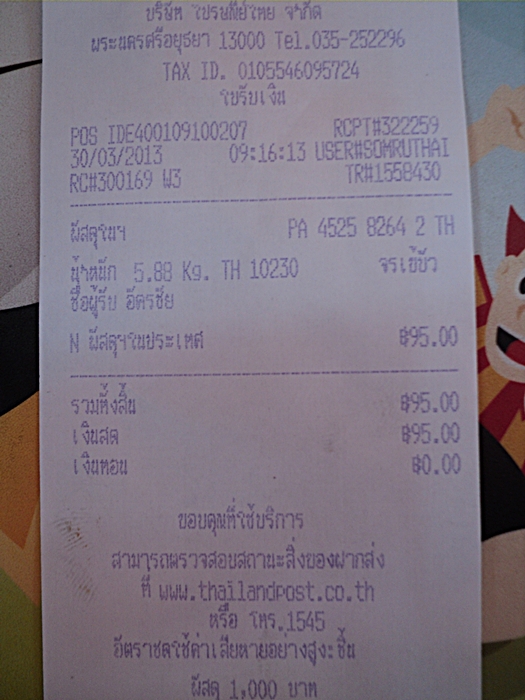 บริษัท ไปรษณีย์ไทย จำกัด
พระนครศรีอยุธยา 13000 Tel.035-252296
TAX ID. 0105546095724
ใบรับเงิน
POS IDE400109100207 RCPT#322259
30/03/2013 09:16:13 USER#SOMRUTHAI
RC#300169 W3 TR#1558430
พัสดุในฯ PA 4525 8264 2 TH
น้ำหนัก 5.88 Kg. TH 10230 จรเข้บัว
ชื่อผู้รับ อัครชัย
N พัสดุฯในประเทศ ฿95.00
รวมทั้งสิ้น ฿95.00
เงินสด ฿95.00
เงินทอน ฿0.00
ขอบคุณที่ใช้บริการ
สามารถตรวจสอบสถานะสิ่งของฝากส่ง
ที่ www.thailandpost.co.th
หรือ โทร.1545
อัตราชดใช้ค่าเสียหายอย่างสูงะชิ้น
พัสดุ 1,000 บาท